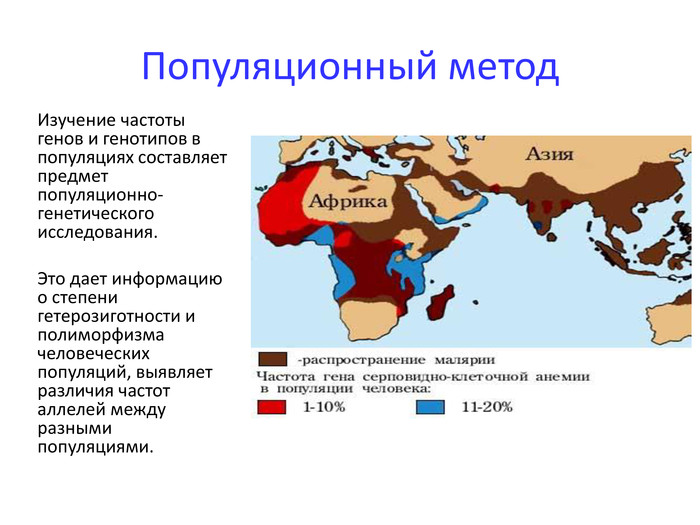 Популяционный метод
Изучение частоты
генов и генотипов в
популяциях составляет
предмет
популяционно-
генетического
исследования.
Это дает информацию
о степени
гетерозиготности и
полиморфизма
человеческих
популяций, выявляет
различия частот
аллелей между
разными
популяциями.
Азия
Африка
-распространение малярии
Частота гена серповидно-клеточной анемии
в популяции человека:
1-10%
11-20%